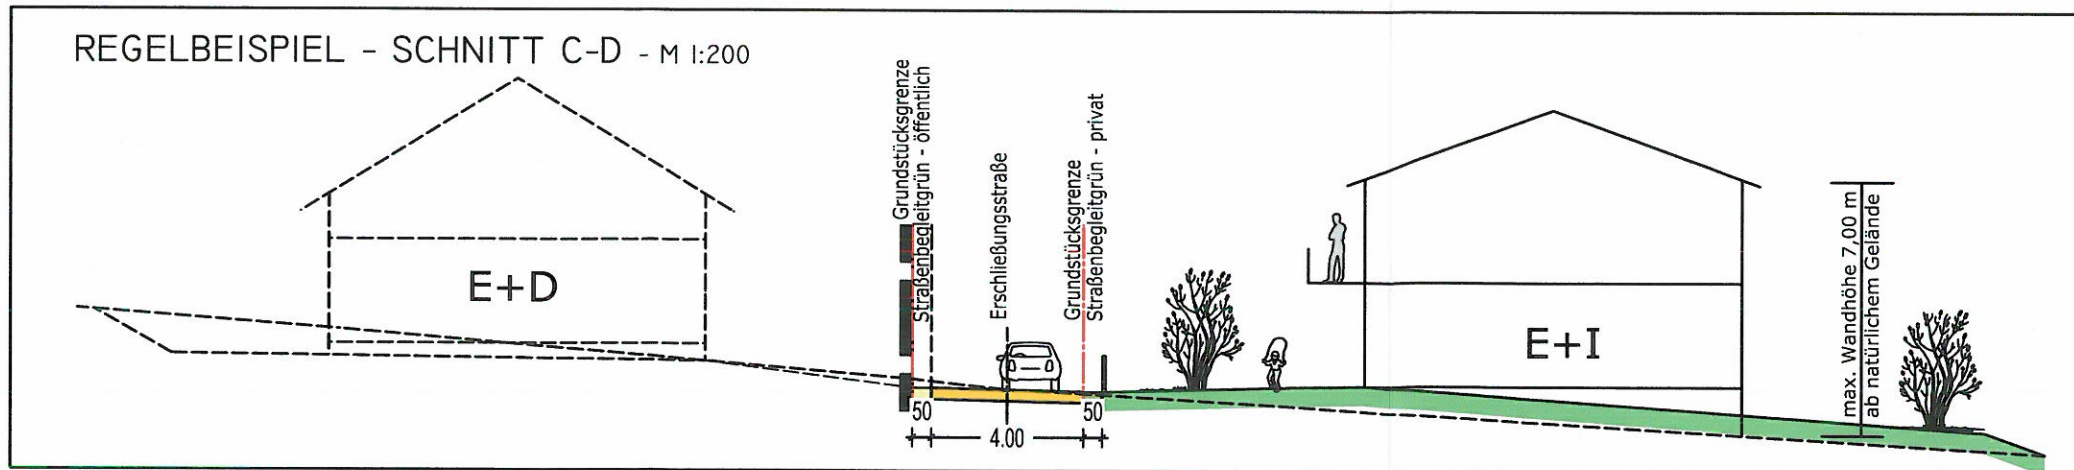 REGELBEISPIEL - SCHNITT C-D - M 1:200
Grundstücksgrenze
Straßenbegleitgrün - öffentlich
Erschließungsstraße
Grundstücksgrenze
Straßenbegleitgrün - privat
E+D
E+I
max. Wandhöhe 7,00 m
ab natürlichem Gelände
50
4.00
50